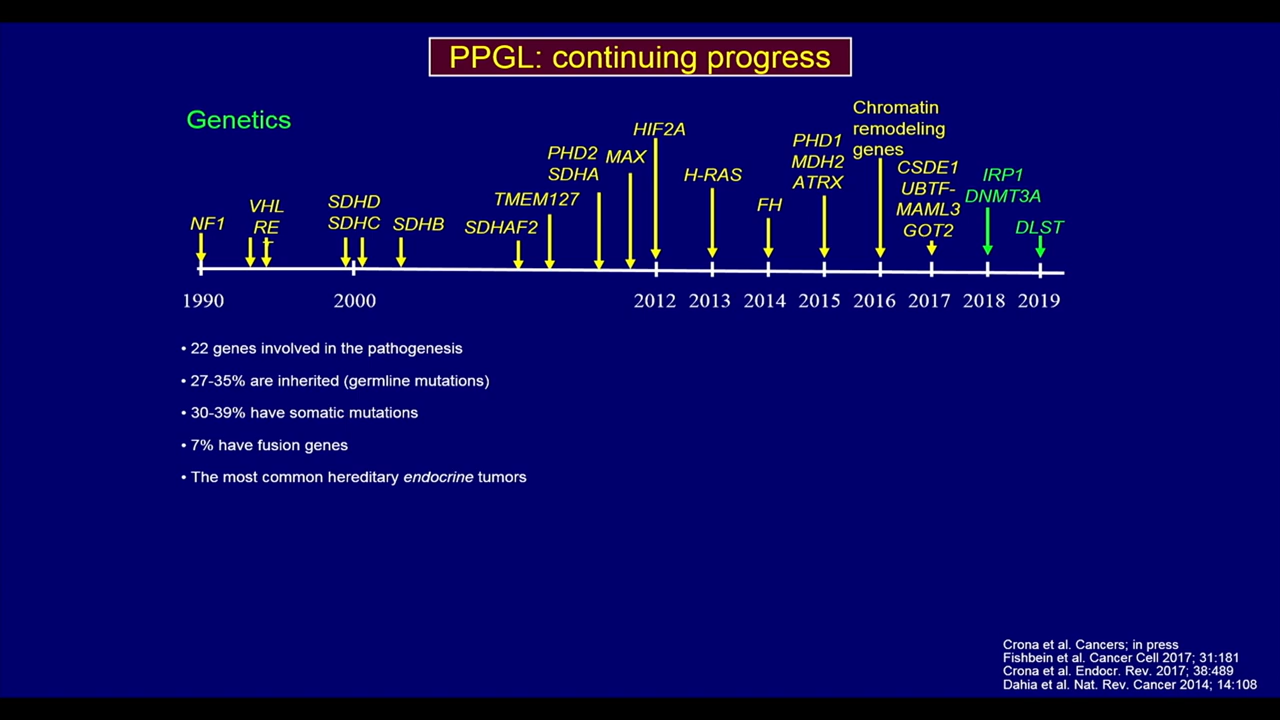 PPGL: continuing progress
Genetics
NF1
VHL
RE
T
SDHD
SDHC
SDHB
SDHAF2
TMEM127
PHD2
SDHA
MAX
HIF2A
H-RAS
FH
PHD1
MDH2
ATRX
Chromatin
remodeling
genes
CSDE1
UBTF-
MAML3
GOT2
IRP1
DNMT3A
DLST
1990 2000 2012 2013 2014 2015 2016 2017 2018 2019
• 22 genes involved in the pathogenesis
• 27-35% are inherited (germline mutations)
• 30-39% have somatic mutations
• 7% have fusion genes
• The most common hereditary endocrine tumors
Crona et al. Cancers; in press
Fishbein et al. Cancer Cell 2017; 31:181
Crona et al. Endocr. Rev. 2017; 38:489
Dahia et al. Nat. Rev. Cancer 2014; 14:108